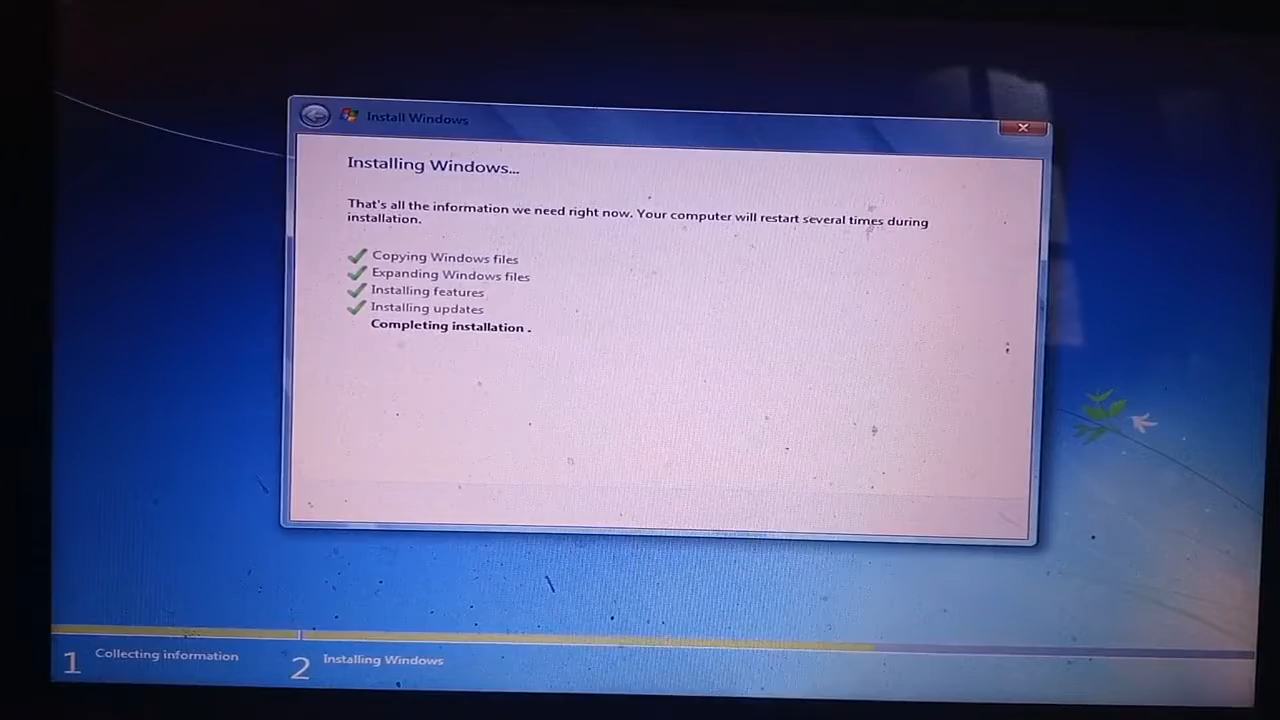 Install Windows
Installing Windows...
That's all the information we need right now. Your computer will restart several times during
installation.
Copying Windows files
Expanding Windows files
Installing features
Installing updates
Completing installation .
1 Collecting information
2 Installing Windows